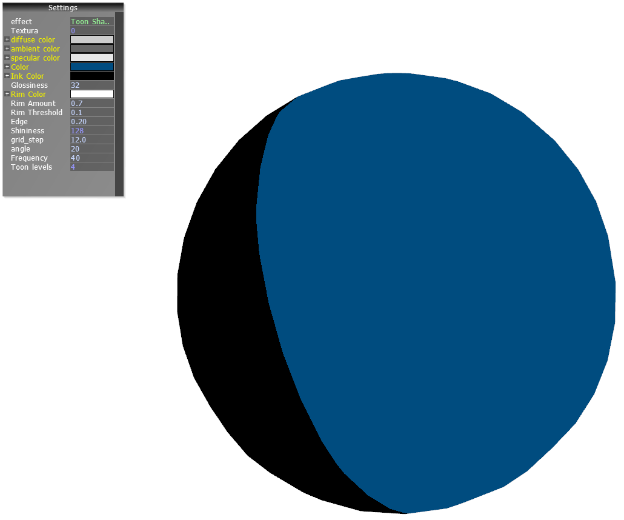 Settings
effect Toon Sha..
Textura 0
diffuse color
ambient color
specular color
Color
Ink Color
Glossiness 32
Rim Color
Rim Amount 0.7
Rim Threshold 0.1
Edge 0.20
Shininess 128
grid_step 12.0
angle 20
Frequency 40
Toon levels 4